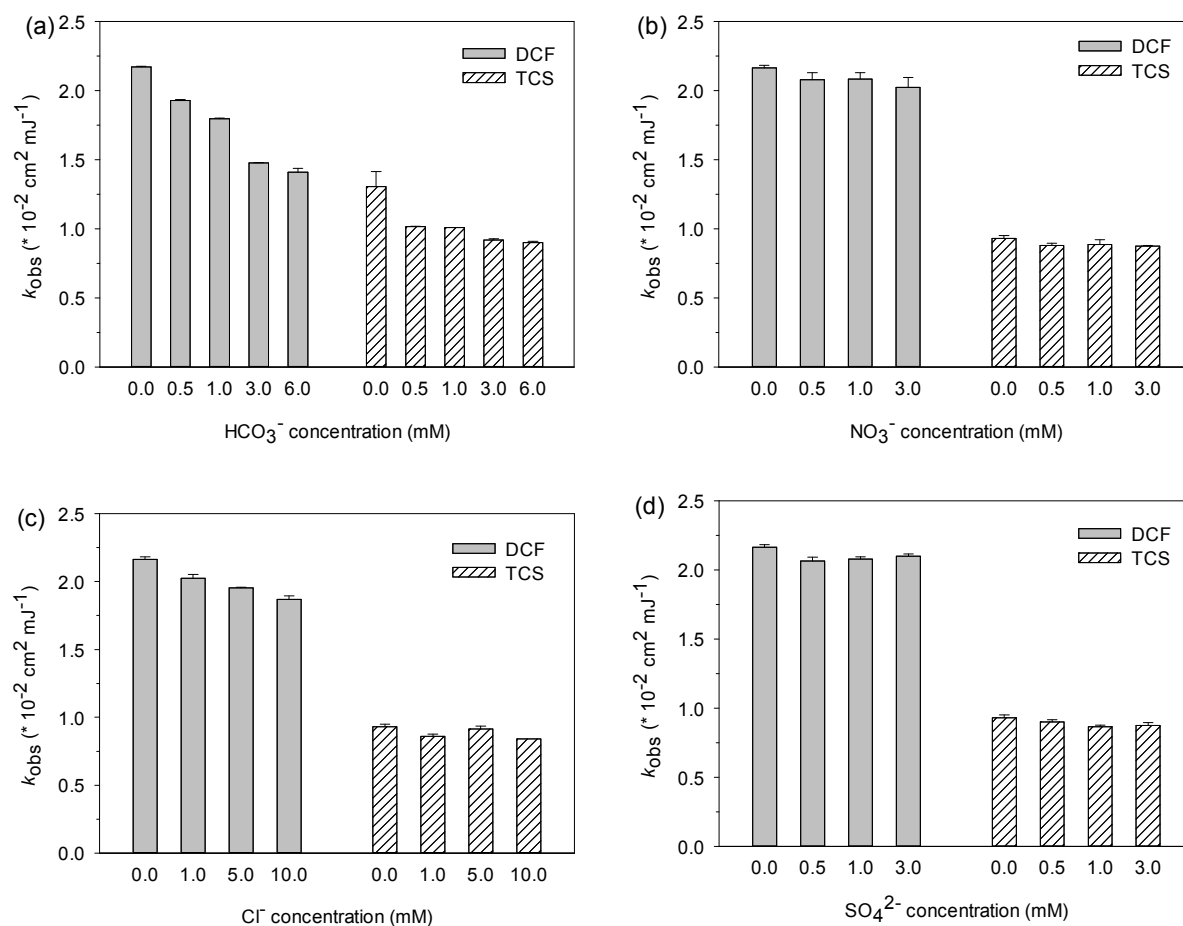 (a)
2.5
2.0
1.5
1.0
0.5
0.0
kobs (* 10-2 cm2 mJ-1)
DCF
TCS
0.0 0.5 1.0 3.0 6.0 0.0 0.5 1.0 3.0 6.0
HCO3- concentration (mM)
(b)
2.5
2.0
1.5
1.0
0.5
0.0
kobs (* 10-2 cm2 mJ-1)
DCF
TCS
0.0 0.5 1.0 3.0 0.0 0.5 1.0 3.0
NO3- concentration (mM)
(c)
2.5
2.0
1.5
1.0
0.5
0.0
kobs (* 10-2 cm2 mJ-1)
DCF
TCS
0.0 1.0 5.0 10.0 0.0 1.0 5.0 10.0
Cl- concentration (mM)
(d)
2.5
2.0
1.5
1.0
0.5
0.0
kobs (* 10-2 cm2 mJ-1)
DCF
TCS
0.0 0.5 1.0 3.0 0.0 0.5 1.0 3.0
SO42- concentration (mM)